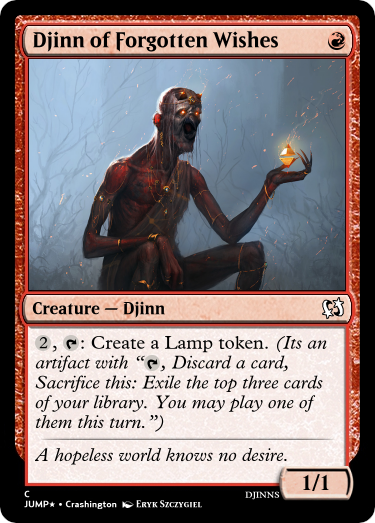 Djinn of Forgotten Wishes
Creature — Djinn
2, : Create a Lamp token. (Its an
artifact with “, Discard a card,
Sacrifice this: Exile the top three cards
of your library. You may play one of
them this turn.”)
A hopeless world knows no desire.
1/1
C
JUMP★ • Crashington Eryk Szczygiel
DJINNS